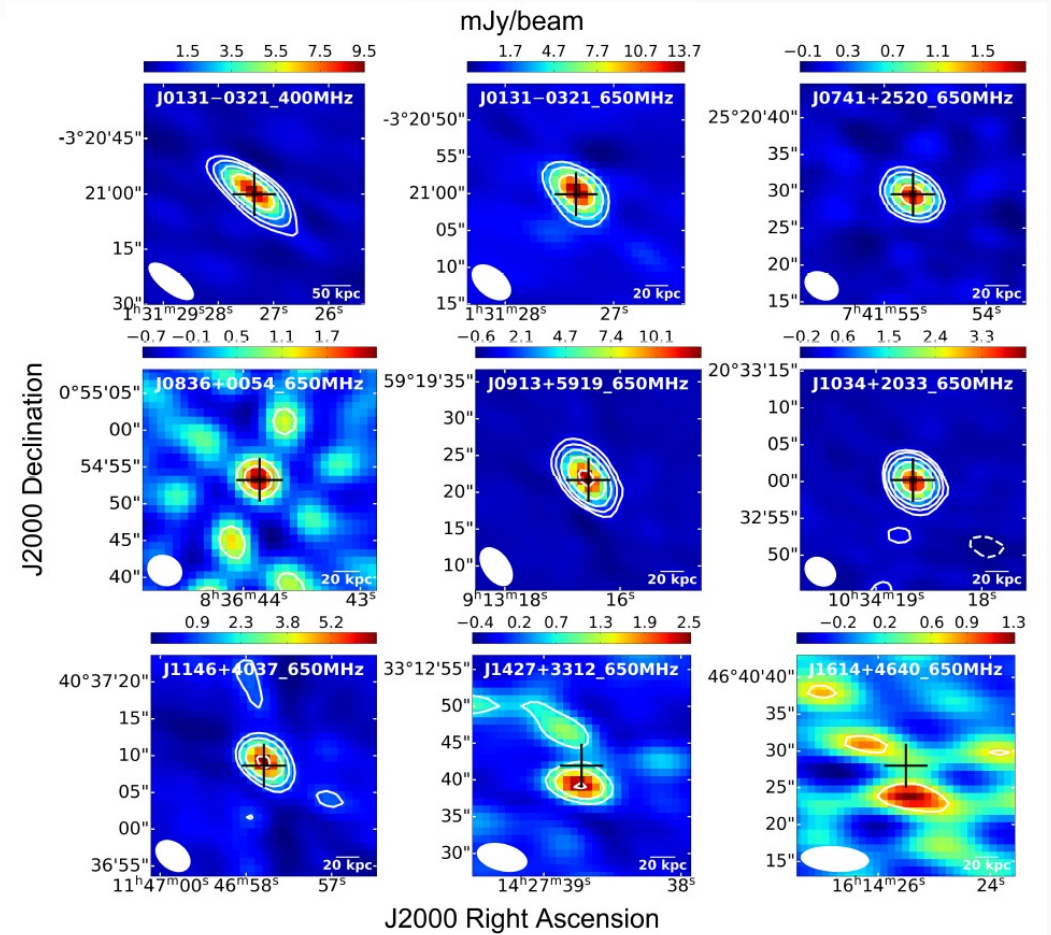 mJy/beam
1.5 3.5 5.5 7.5 9.5
1.7 4.7 7.7 10.7 13.7
−0.1 0.3 0.7 1.1 1.5
J0131−0321_400MHz
J0131−0321_650MHz
J0741+2520_650MHz
-3°20'45"
21'00"
15"
30"
50 kpc
1h31m29s28s 27s 26s
-3°20'50"
55"
21'00"
05"
10"
15"
20 kpc
1h31m28s 27s
25°20'40"
35"
30"
25"
20"
15"
20 kpc
7h41m55s 54s
−0.7 −0.1 0.5 1.1 1.7
−0.6 2.1 4.7 7.4 10.1
−0.2 0.6 1.5 2.4 3.3
J0836+0054_650MHz
J0913+5919_650MHz
J1034+2033_650MHz
0°55'05"
00"
54'55"
50"
45"
40"
20 kpc
8h36m44s 43s
59°19'35"
30"
25"
20"
15"
10"
20 kpc
9h13m18s 16s
20°33'15"
10"
05"
00"
32'55"
50"
20 kpc
10h34m19s 18s
J2000 Declination
0.9 2.3 3.8 5.2
−0.4 0.2 0.7 1.3 1.9 2.5
−0.2 0.2 0.6 0.9 1.3
J1146+4037_650MHz
J1427+3312_650MHz
J1614+4640_650MHz
40°37'20"
15"
10"
05"
00"
36'55"
20 kpc
11h47m00s 46m58s 57s
33°12'55"
50"
45"
40"
35"
30"
20 kpc
14h27m39s 38s
46°40'40"
35"
30"
25"
20"
15"
20 kpc
16h14m26s 24s
J2000 Right Ascension